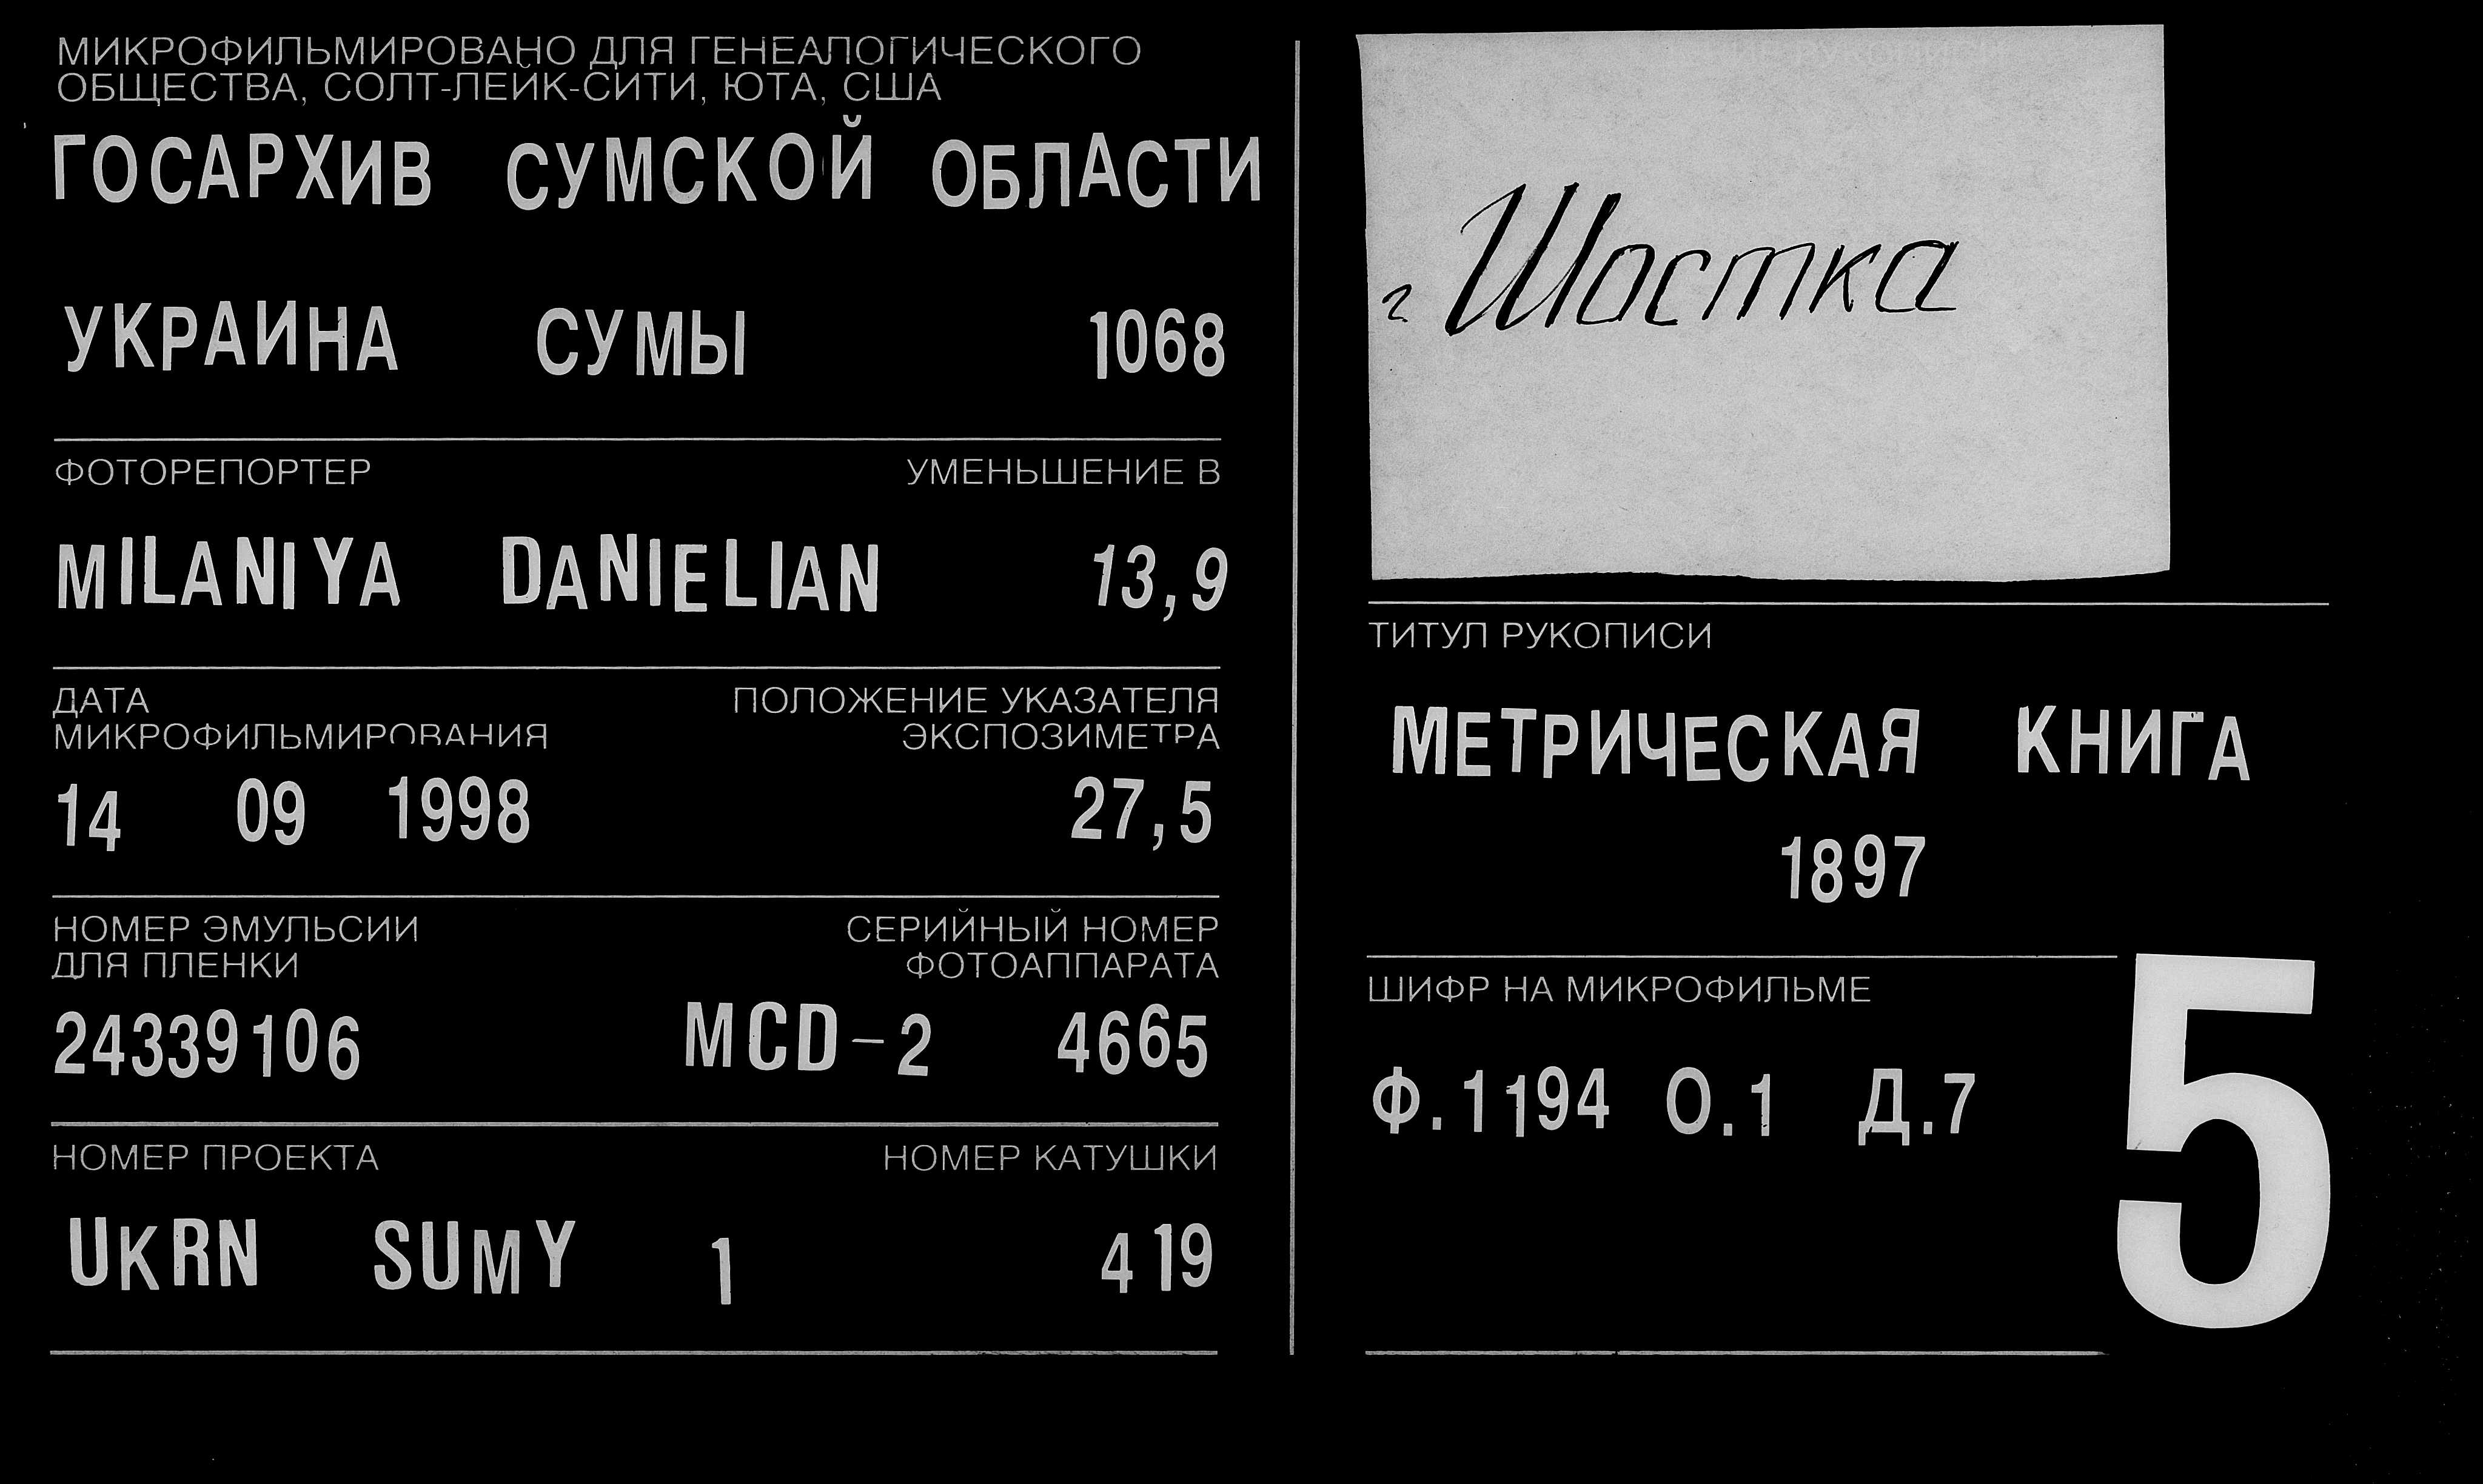 МИКРОФИЛЬМИРОВАНО ДЛЯ ГЕНЕАЛОГИЧЕСКОГО
ОБЩЕСТВА, СОЛТ-ЛЕЙК-СИТИ, ЮТА, США
ГОСАРХИВ СУМСКОЙ ОБЛАСТИ
УКРАИНА СУМЫ 1068
ФОТОРЕПОРТЕР УМЕНЬШЕНИЕ В
MILANIYA DANIELIAN 13,9
ДАТА ПОЛОЖЕНИЕ УКАЗАТЕЛЯ
МИКРОФИЛЬМИРОВАНИЯ ЭКСПОЗИМЕТРА
14 09 1998 27,5
НОМЕР ЭМУЛЬСИИ СЕРИЙНЫЙ НОМЕР
ДЛЯ ПЛЕНКИ ФОТОАППАРАТА
24339106 MCD-2 4665
НОМЕР ПРОЕКТА НОМЕР КАТУШКИ
UKRN SUMY 1 419
г Шостка
ТИТУЛ РУКОПИСИ
МЕТРИЧЕСКАЯ КНИГА
1897
ШИФР НА МИКРОФИЛЬМЕ
Ф.1194 О.1 Д.7
5